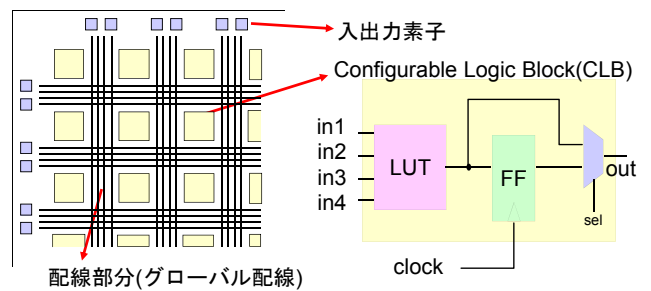 入出力素子
Configurable Logic Block(CLB)
in1
in2
in3
in4
LUT
FF
out
sel
clock
配線部分(グローバル配線)